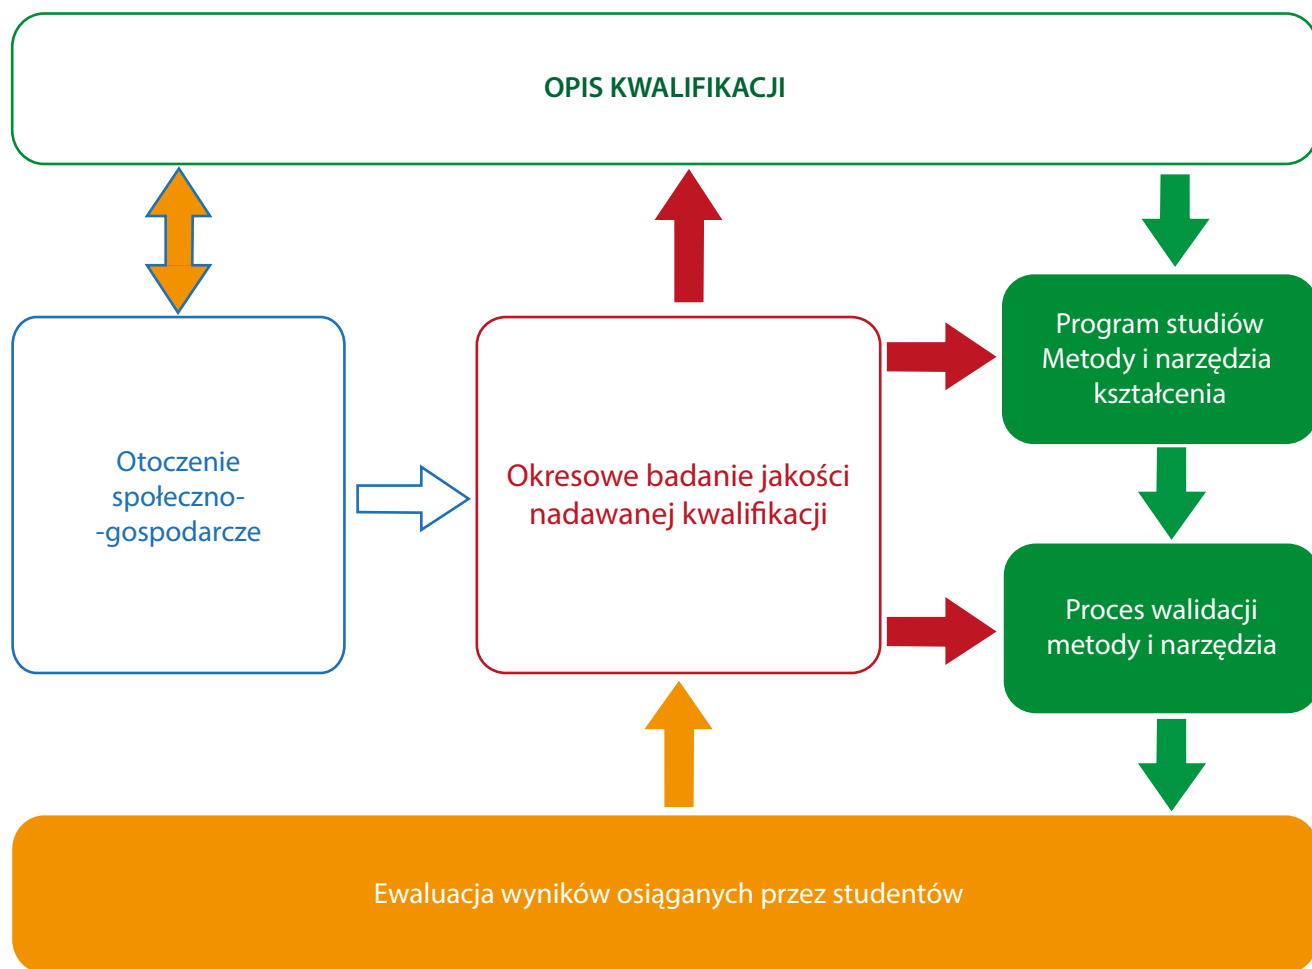 OPIS KWALIFIKACJI
Program studiów
Metody i narzędzia
kształcenia
Otoczenie
społeczno-
-gospodarcze
Okresowe badanie jakości
nadawanej kwalifikacji
Proces walidacji
metody i narzędzia
Ewaluacja wyników osiąganych przez studentów